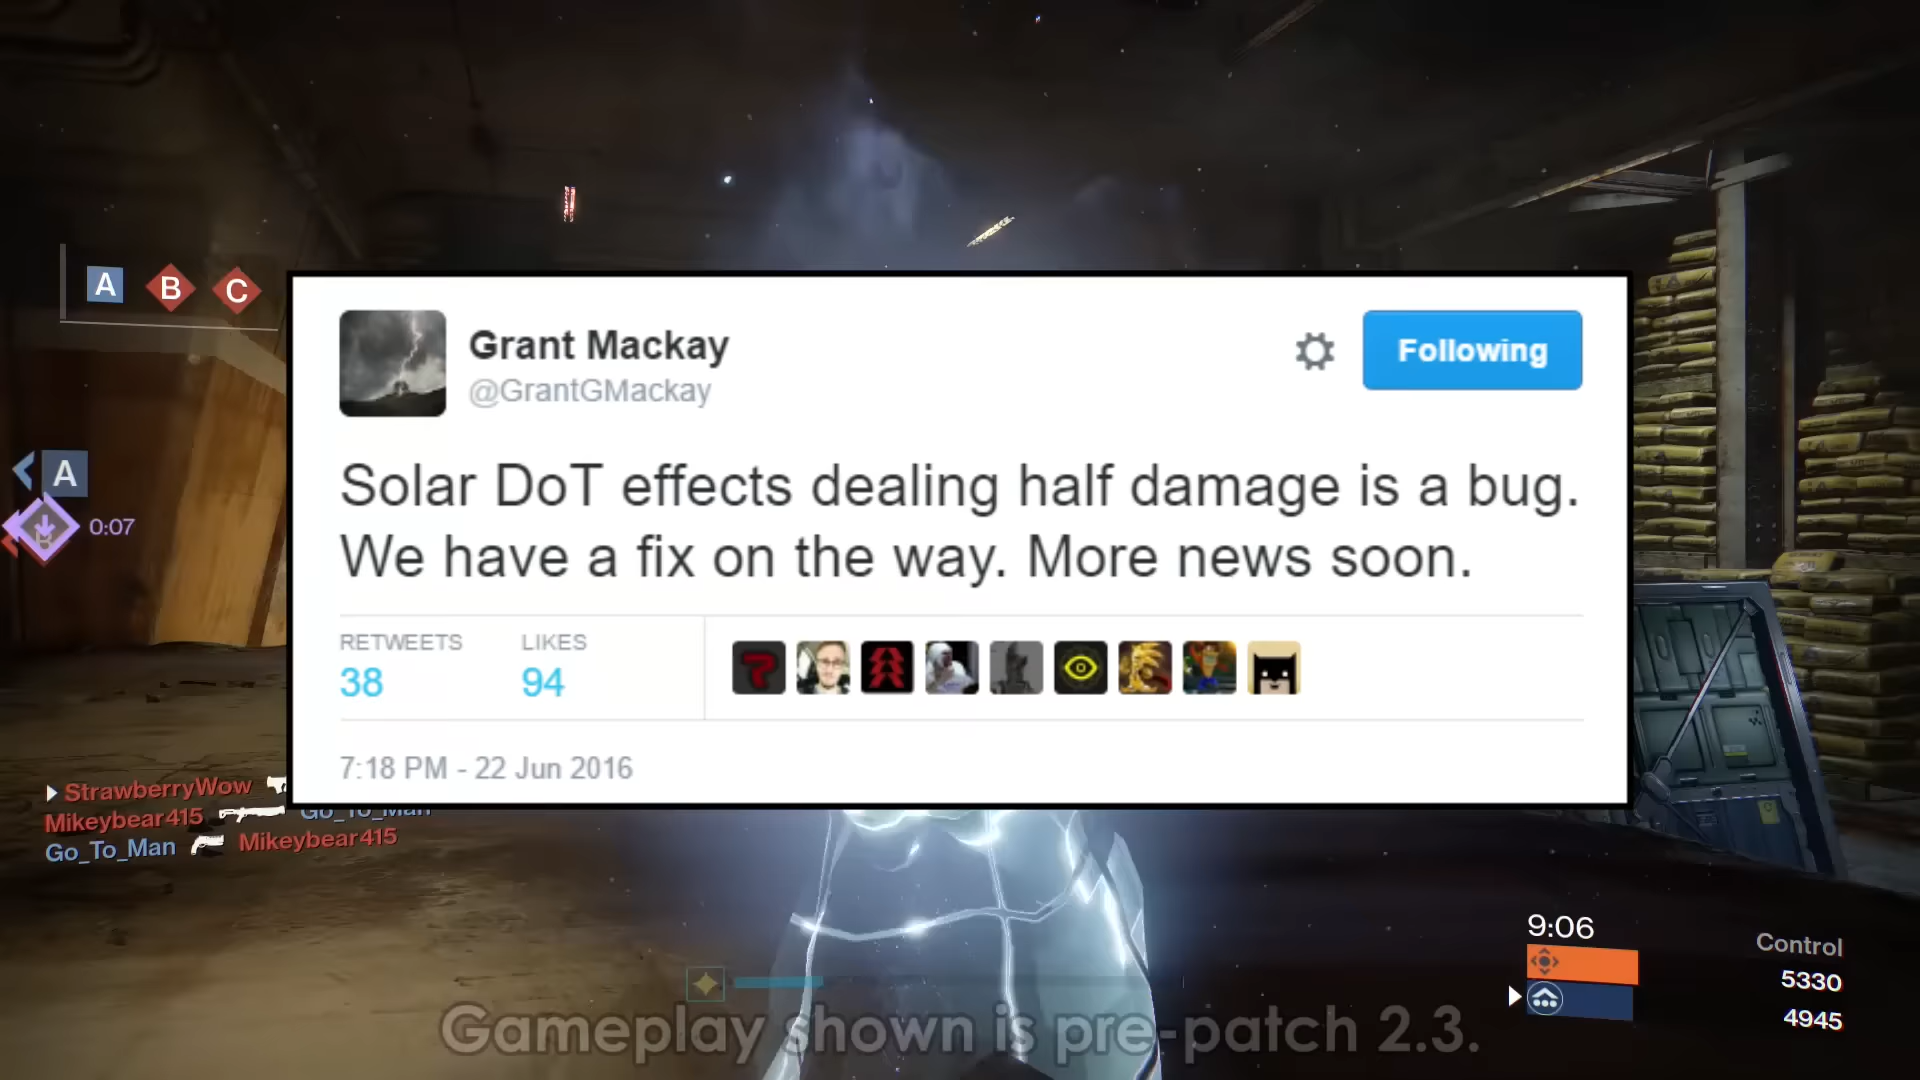 A B C
A
0:07
Grant Mackay
@GrantGMackay
Following
Solar DoT effects dealing half damage is a bug.
We have a fix on the way. More news soon.
RETWEETS LIKES
38 94
7:18 PM - 22 Jun 2016
StrawberryWow
Mikeybear415 Go_To_Man
Go_To_Man Mikeybear415
9:06
Control
5330
4945
Gameplay shown is pre-patch 2.3.